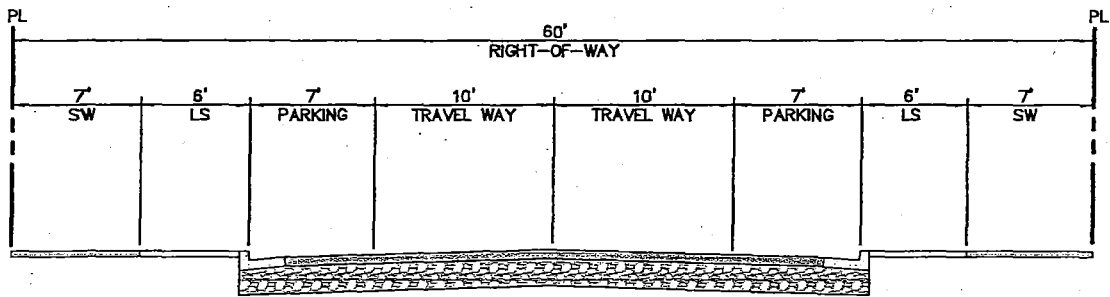 PL PL
60'
RIGHT-OF-WAY
7' 6' 7' 10' 10' 7' 6' 7'
SW LS PARKING TRAVEL WAY TRAVEL WAY PARKING LS SW